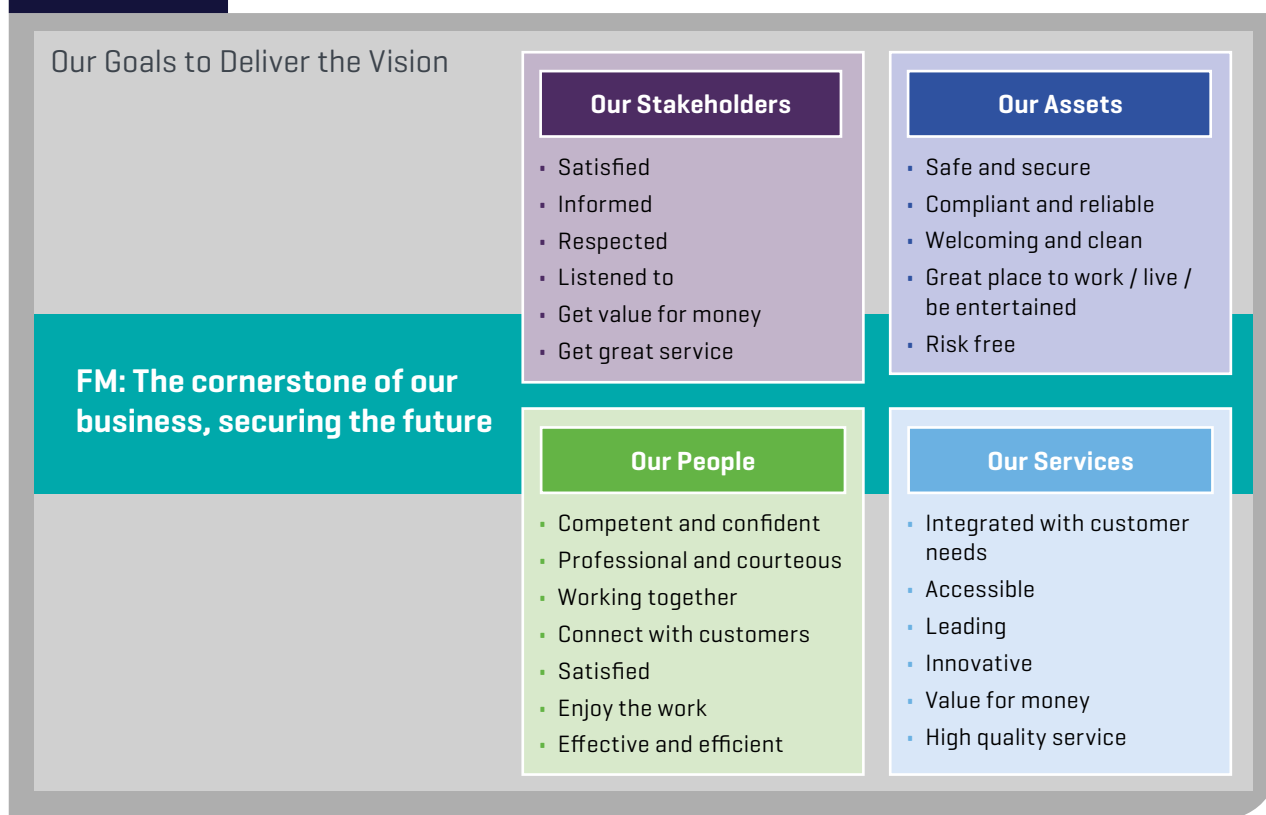 Our Goals to Deliver the Vision
FM: The cornerstone of our
business, securing the future
Our Stakeholders
▪ Satisfied
▪ Informed
▪ Respected
▪ Listened to
▪ Get value for money
▪ Get great service
Our Assets
▪ Safe and secure
▪ Compliant and reliable
▪ Welcoming and clean
▪ Great place to work / live /
be entertained
▪ Risk free
Our People
▪ Competent and confident
▪ Professional and courteous
▪ Working together
▪ Connect with customers
▪ Satisfied
▪ Enjoy the work
▪ Effective and efficient
Our Services
▪ Integrated with customer
needs
▪ Accessible
▪ Leading
▪ Innovative
▪ Value for money
▪ High quality service